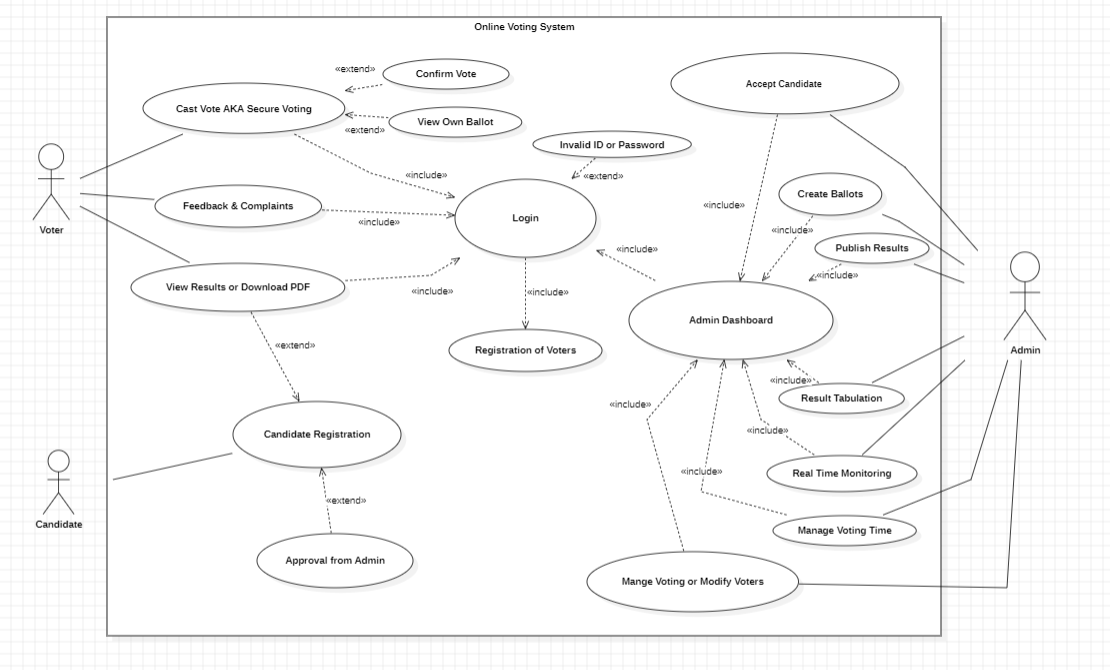 Online Voting System
«extend»
Confirm Vote
Accept Candidate
Cast Vote AKA Secure Voting
View Own Ballot
«extend»
Invalid ID or Password
«include»
«extend»
Voter
Feedback & Complaints
«include»
Login
«include»
Create Ballots
«include»
Publish Results
«include»
«include»
View Results or Download PDF
«include»
«include»
Admin Dashboard
Admin
«extend»
Registration of Voters
«include»
Result Tabulation
«include»
Candidate Registration
«include»
«include»
Real Time Monitoring
Candidate
«extend»
Manage Voting Time
Approval from Admin
Mange Voting or Modify Voters